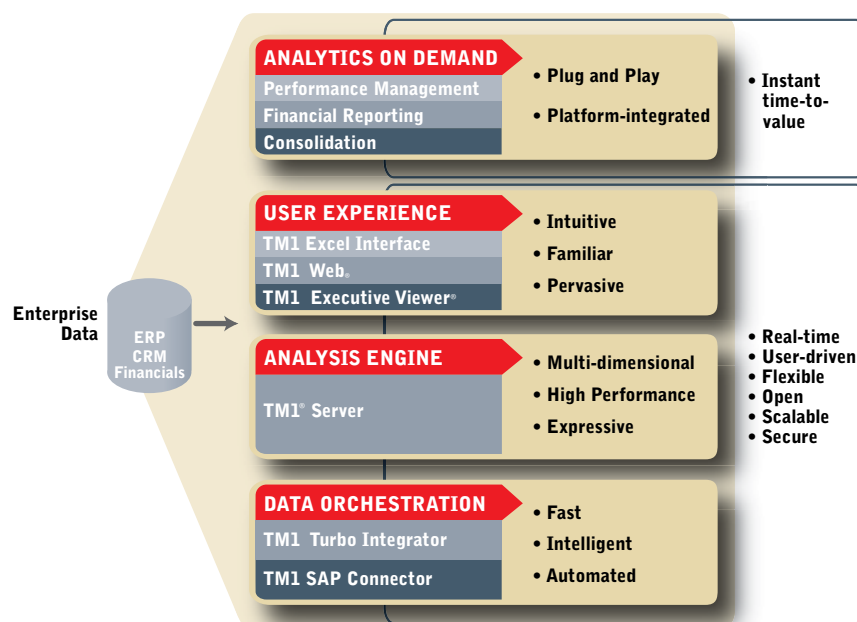 ANALYTICS ON DEMAND
Performance Management
Financial Reporting
Consolidation
• Plug and Play
• Platform-integrated
• Instant
time-to-
value
USER EXPERIENCE
TM1 Excel Interface
TM1 Web®
TM1 Executive Viewer®
• Intuitive
• Familiar
• Pervasive
Enterprise
Data
ERP
CRM
Financials
ANALYSIS ENGINE
TM1® Server
• Multi-dimensional
• High Performance
• Expressive
• Real-time
• User-driven
• Flexible
• Open
• Scalable
• Secure
DATA ORCHESTRATION
TM1 Turbo Integrator
TM1 SAP Connector
• Fast
• Intelligent
• Automated